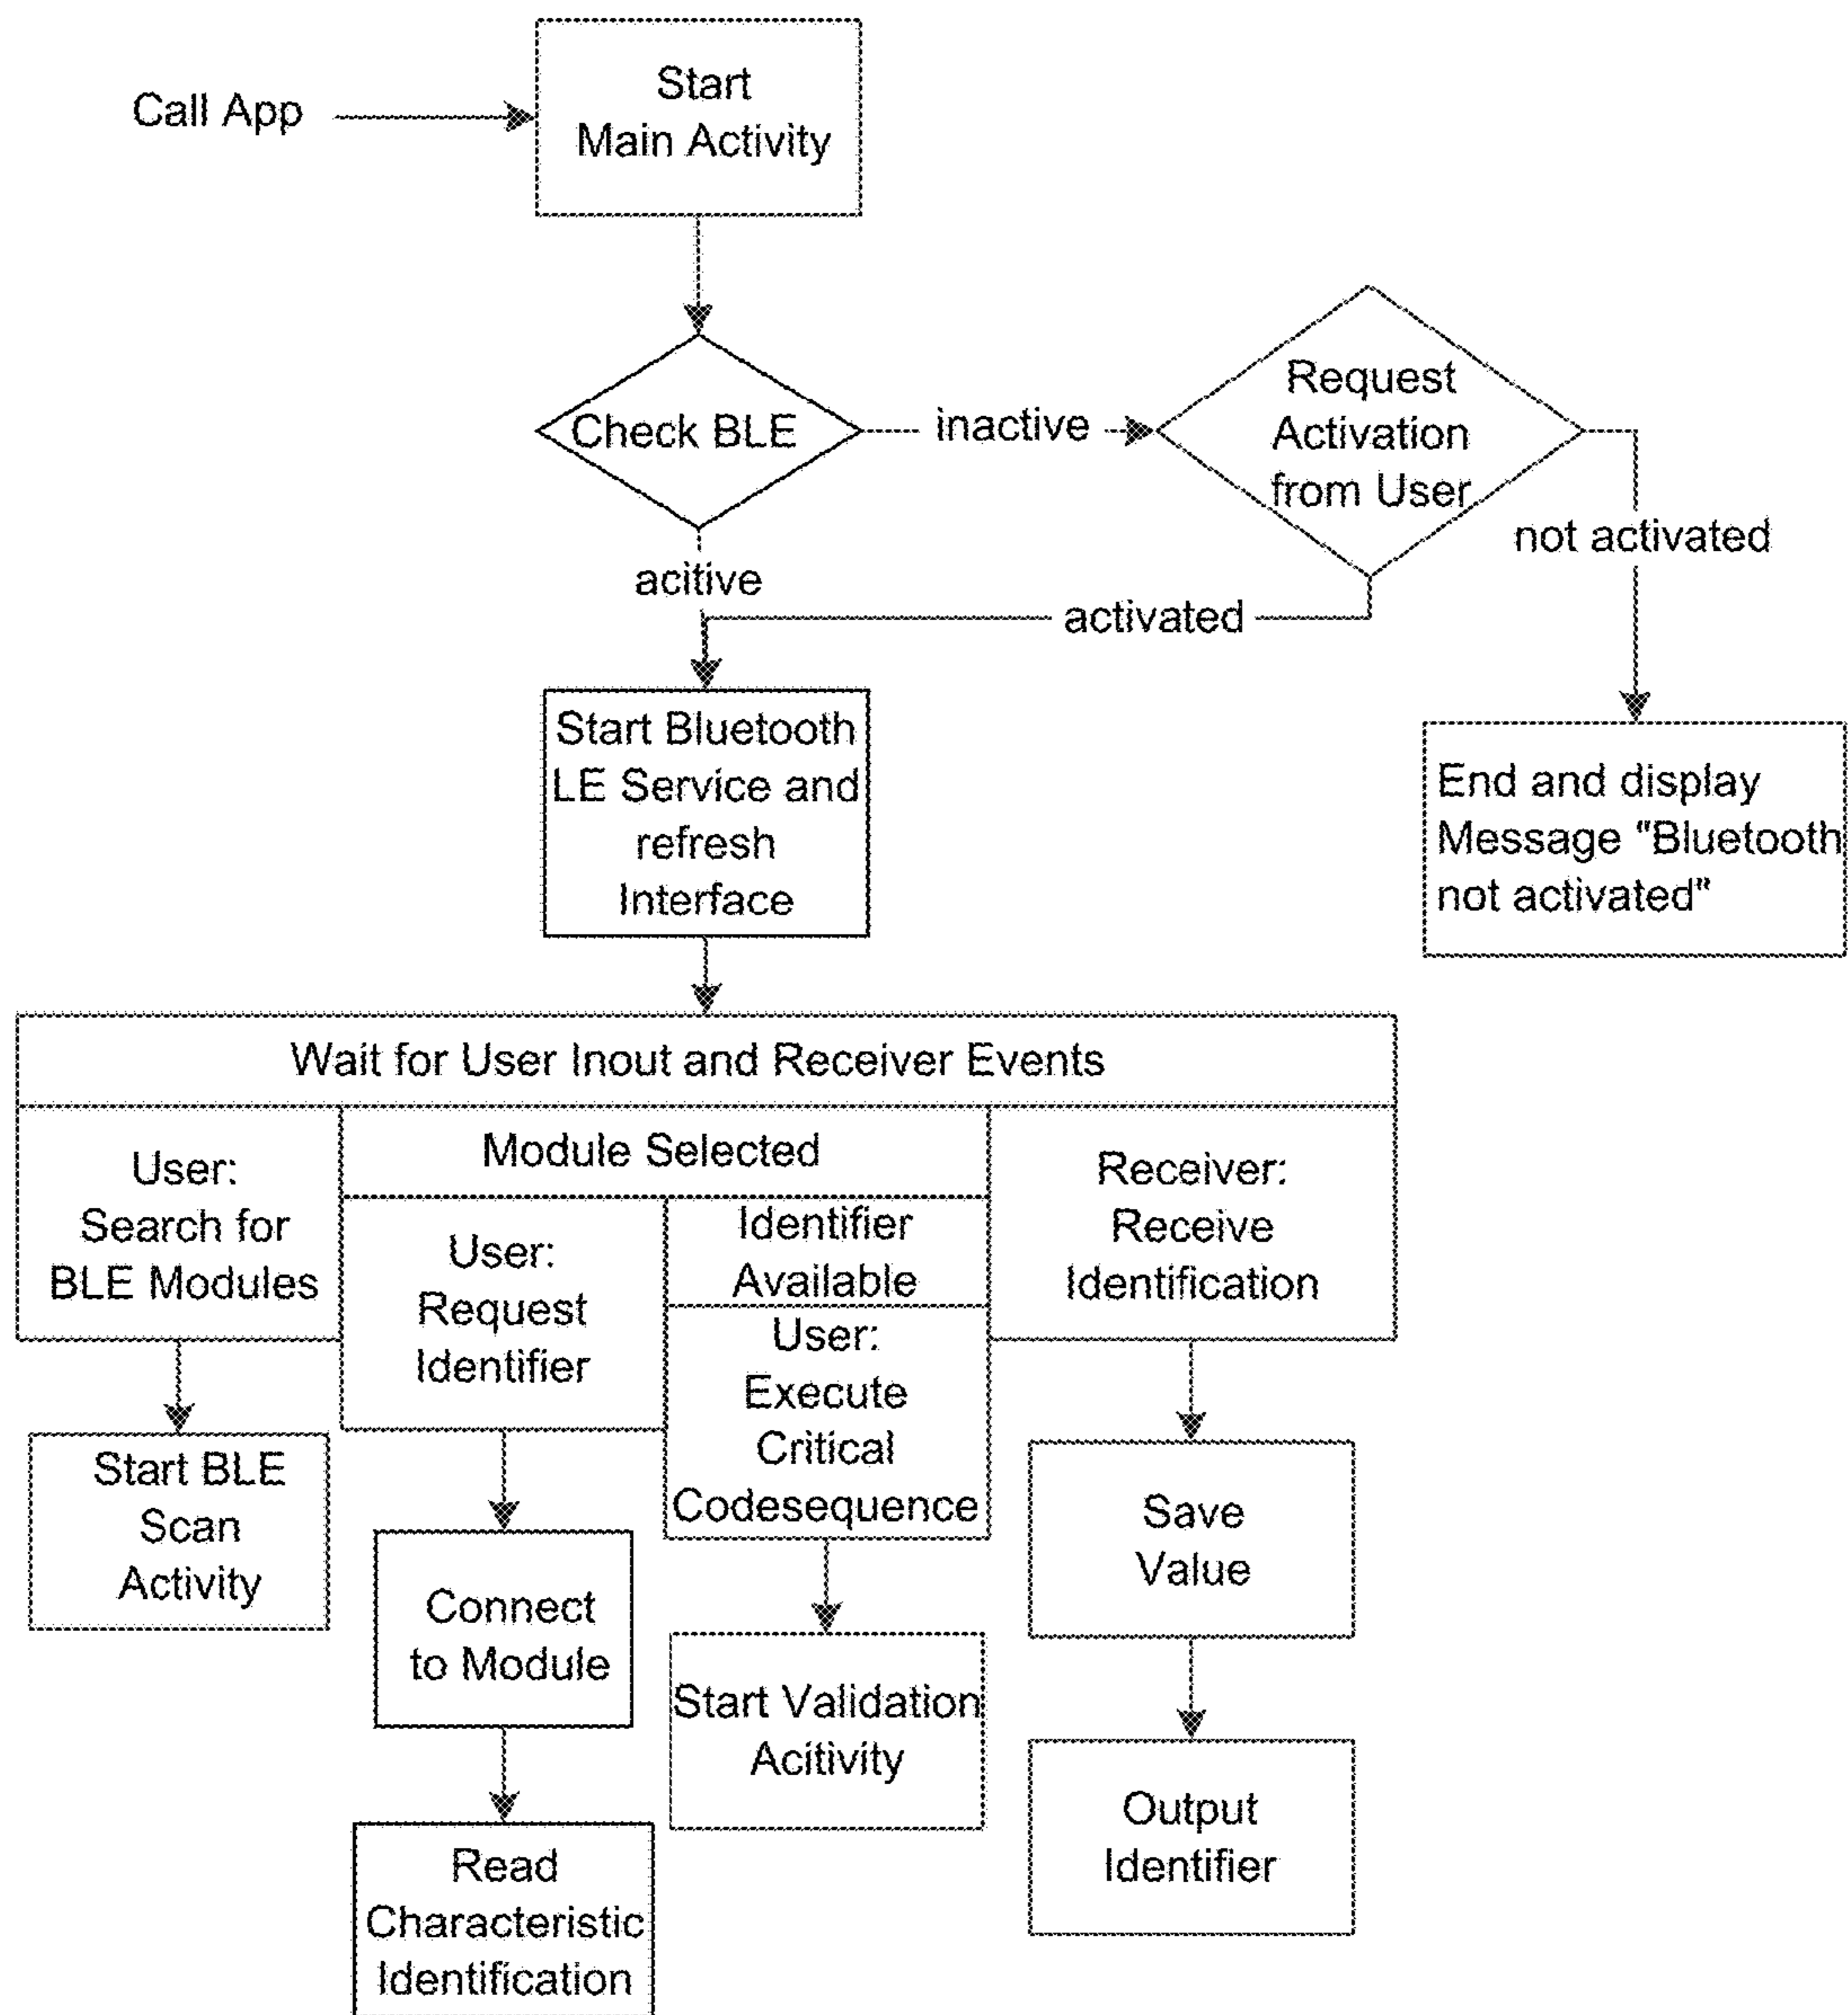 Call App
Start
Main Activity
Check BLE
inactive
Request
Activation
from User
not activated
acitive
activated
Start Bluetooth
LE Service and
refresh
Interface
End and display
Message "Bluetooth
not activated"
Wait for User Inout and Receiver Events
User:
Search for
BLE Modules
Module Selected
User:
Request
Identifier
Identifier
Available
User:
Execute
Critical
Codesequence
Receiver:
Receive
Identification
Start BLE
Scan
Activity
Connect
to Module
Read
Characteristic
Identification
Start Validation
Acitivity
Save
Value
Output
Identifier